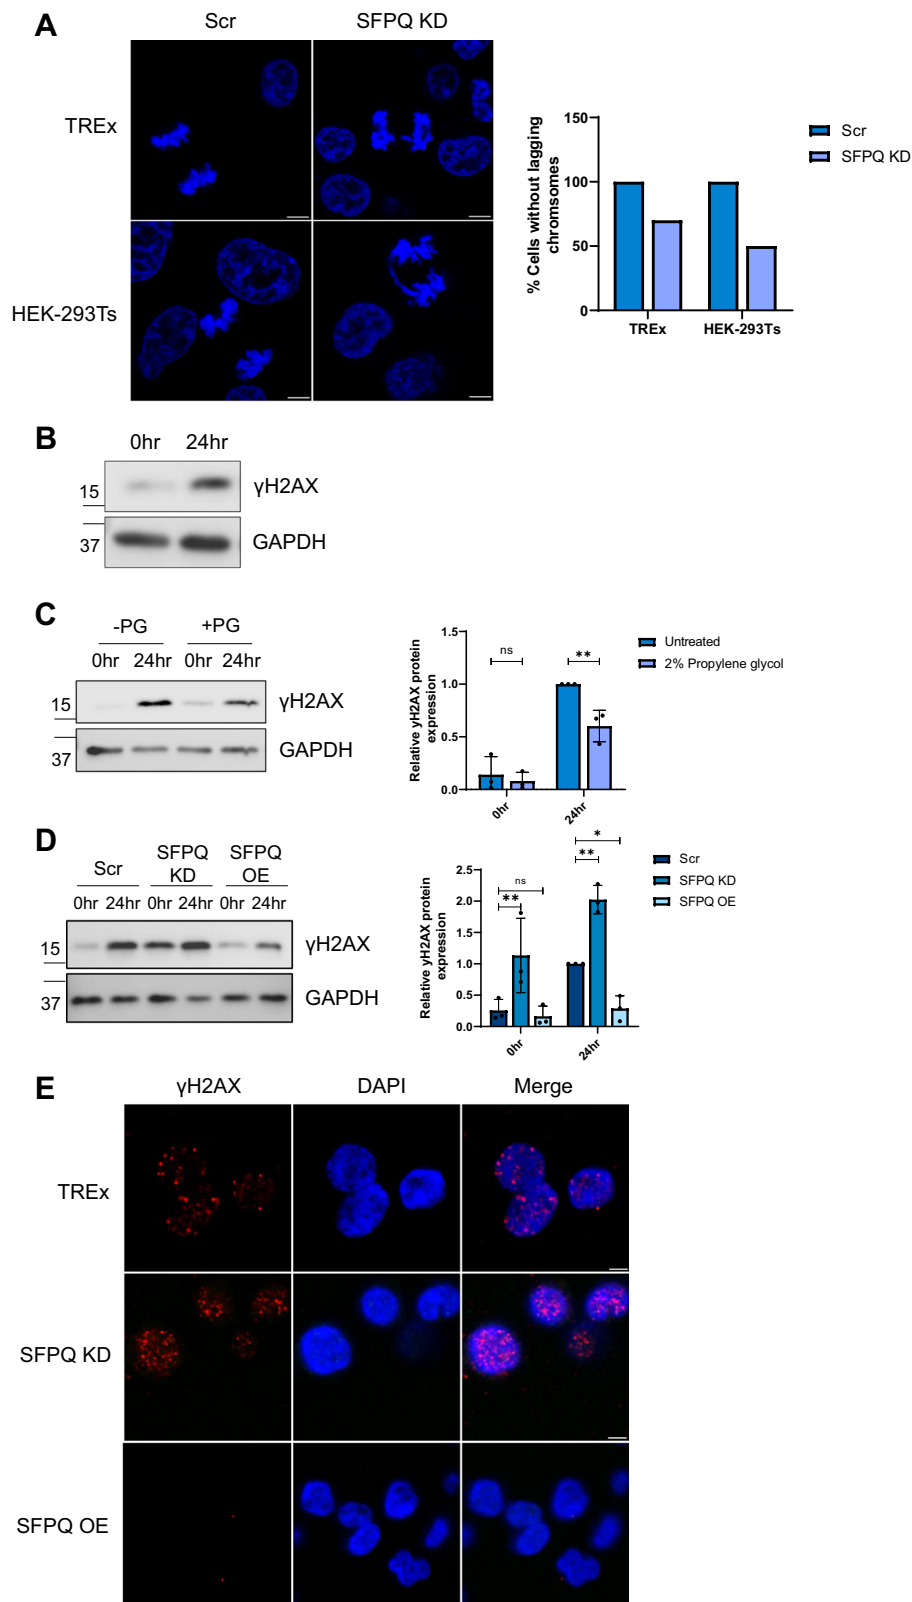 A
Scr
SFPQ KD
TREx
HEK-293Ts
% Cells without lagging
chromsomes
150
100
50
0
TREx
HEK-293Ts
Scr
SFPQ KD
B
0hr
24hr
15
γH2AX
37
GAPDH
C
-PG
+PG
0hr
24hr
0hr
24hr
15
γH2AX
37
GAPDH
Relative yH2AX protein
expression
1.5
1.0
0.5
0.0
ns
**
0hr
24hr
Untreated
2% Propylene glycol
D
Scr
SFPQ
KD
SFPQ
OE
0hr
24hr
0hr
24hr
0hr
24hr
15
γH2AX
37
GAPDH
Relative yH2AX protein
expression
2.5
2.0
1.5
1.0
0.5
0.0
ns
**
*
**
0hr
24hr
Scr
SFPQ KD
SFPQ OE
E
γH2AX
DAPI
Merge
TREx
SFPQ KD
SFPQ OE